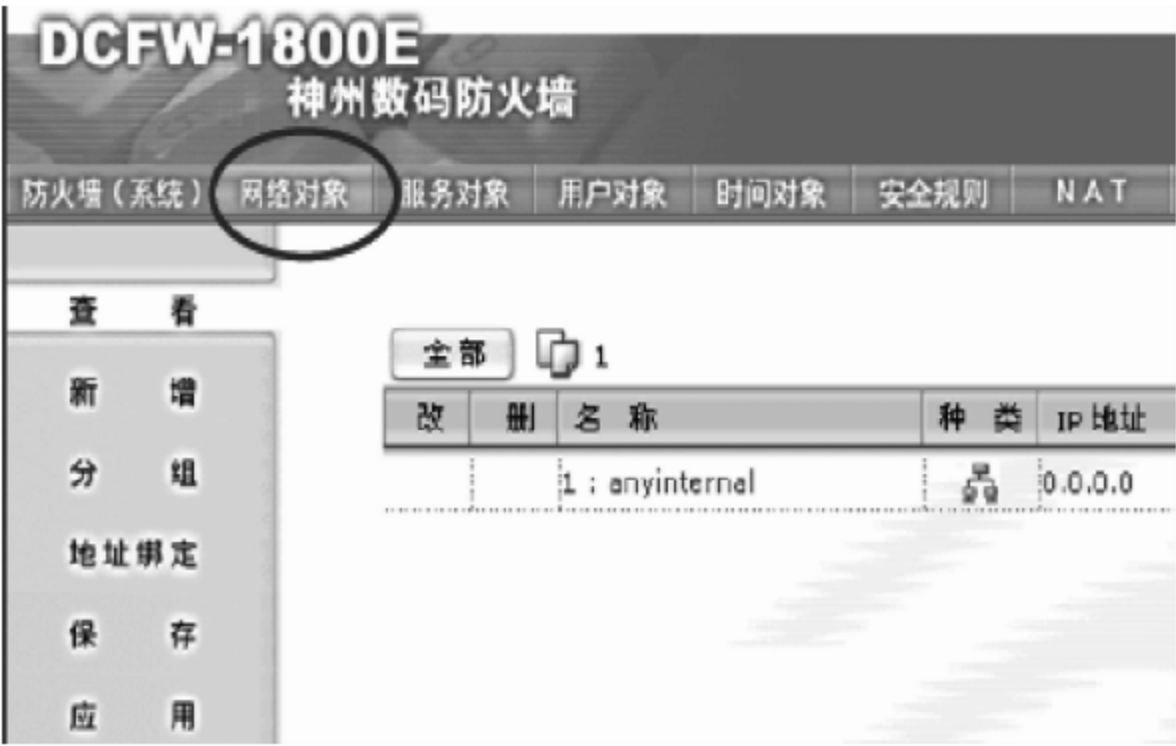 DCFW-1800E
神州数码防火墙
防火墙（系统） 网络对象 服务对象 用户对象 时间对象 安全规则 NAT
查看
新增
分组
地址绑定
保存
应用
全部 1
改 删 名称 种类 IP地址
1 : anyinternal 0.0.0.0